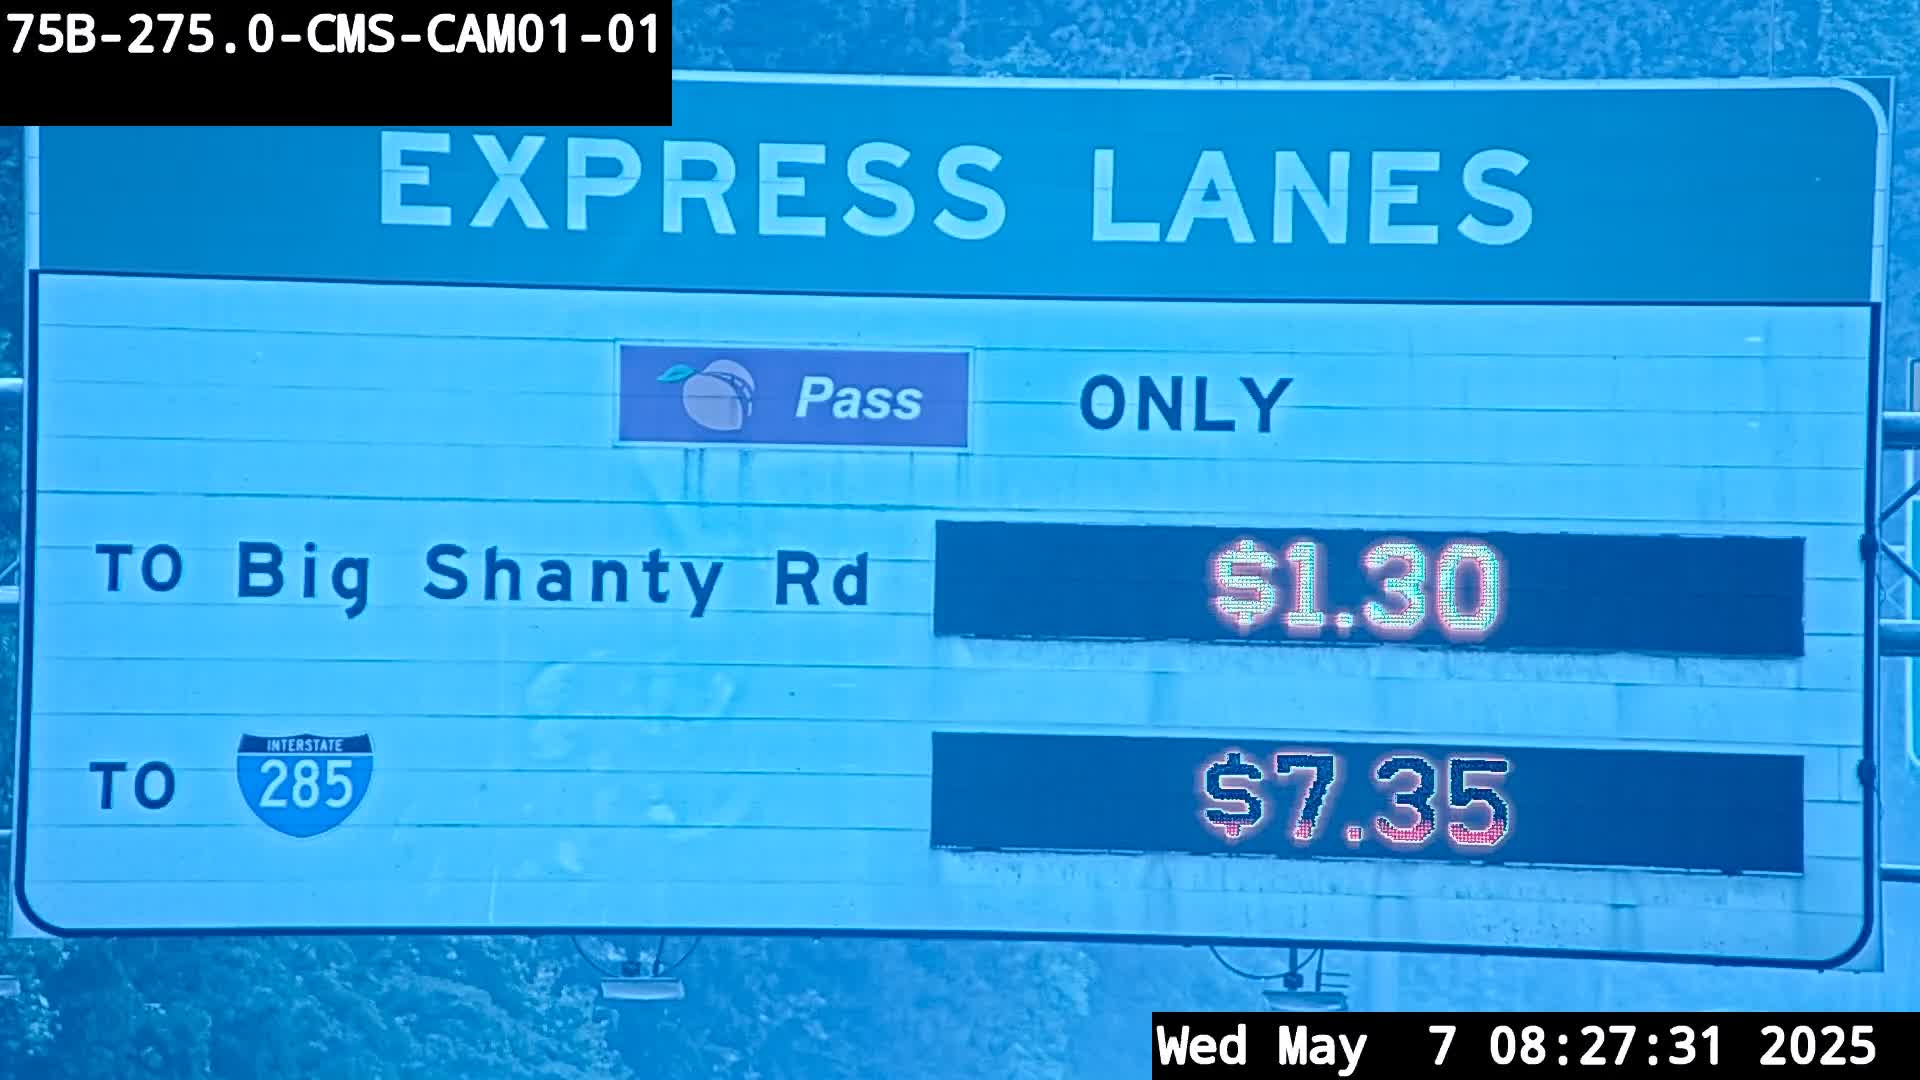 75B-275.0-CMS-CAM01-01
EXPRESS LANES
Pass ONLY
TO Big Shanty Rd $1.30
INTERSTATE
TO 285 $7.35
Wed May 7 08:27:31 2025